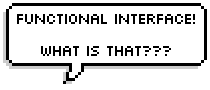 FUNCTIONAL INTERFACE!
WHAT IS THAT???